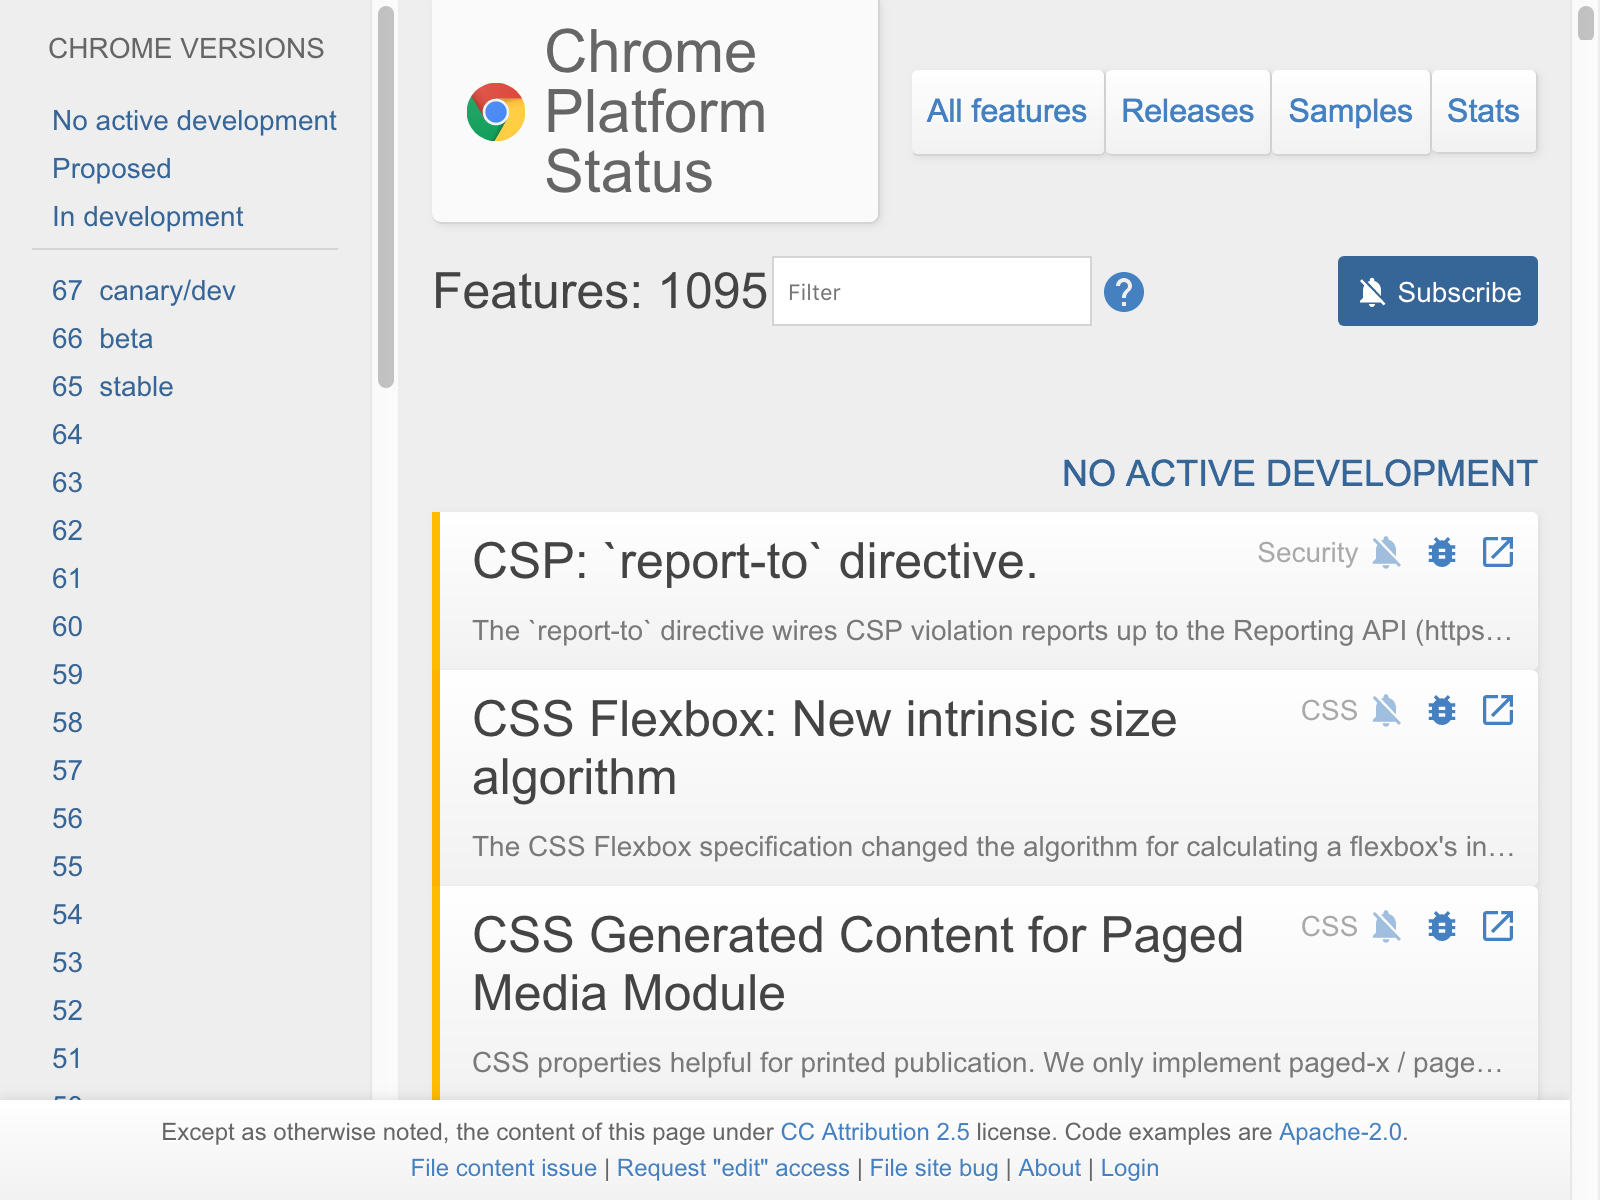 CHROME VERSIONS
No active development
Proposed
In development
67 canary/dev
66 beta
65 stable
64
63
62
61
60
59
58
57
56
55
54
53
52
51
Chrome
Platform
Status
All features
Releases
Samples
Stats
Features: 1095
Filter
?
Subscribe
NO ACTIVE DEVELOPMENT
CSP: `report-to` directive.
Security
The `report-to` directive wires CSP violation reports up to the Reporting API (https…
CSS Flexbox: New intrinsic size
algorithm
CSS
The CSS Flexbox specification changed the algorithm for calculating a flexbox's in…
CSS Generated Content for Paged
Media Module
CSS
CSS properties helpful for printed publication. We only implement paged-x / page…
Except as otherwise noted, the content of this page under CC Attribution 2.5 license. Code examples are Apache-2.0.
File content issue | Request "edit" access | File site bug | About | Login